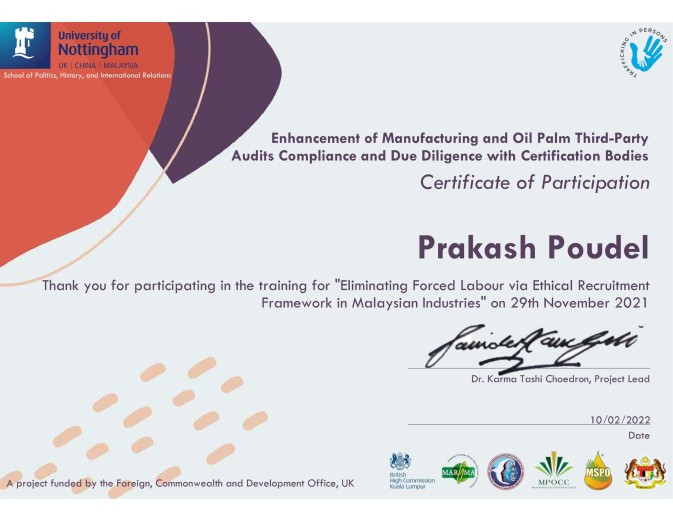 University of
Nottingham
UK | CHINA | MALAYSIA
School of Politics, History, and International Relations
TRAFFICKING IN PERSONS
Enhancement of Manufacturing and Oil Palm Third-Party
Audits Compliance and Due Diligence with Certification Bodies
Certificate of Participation
Prakash Poudel
Thank you for participating in the training for "Eliminating Forced Labour via Ethical Recruitment
Framework in Malaysian Industries" on 29th November 2021
Dr. Karma Tashi Choedron, Project Lead
10/02/2022
Date
British
High Commission
Kuala Lumpur
MPOCC
MSPO
A project funded by the Foreign, Commonwealth and Development Office, UK